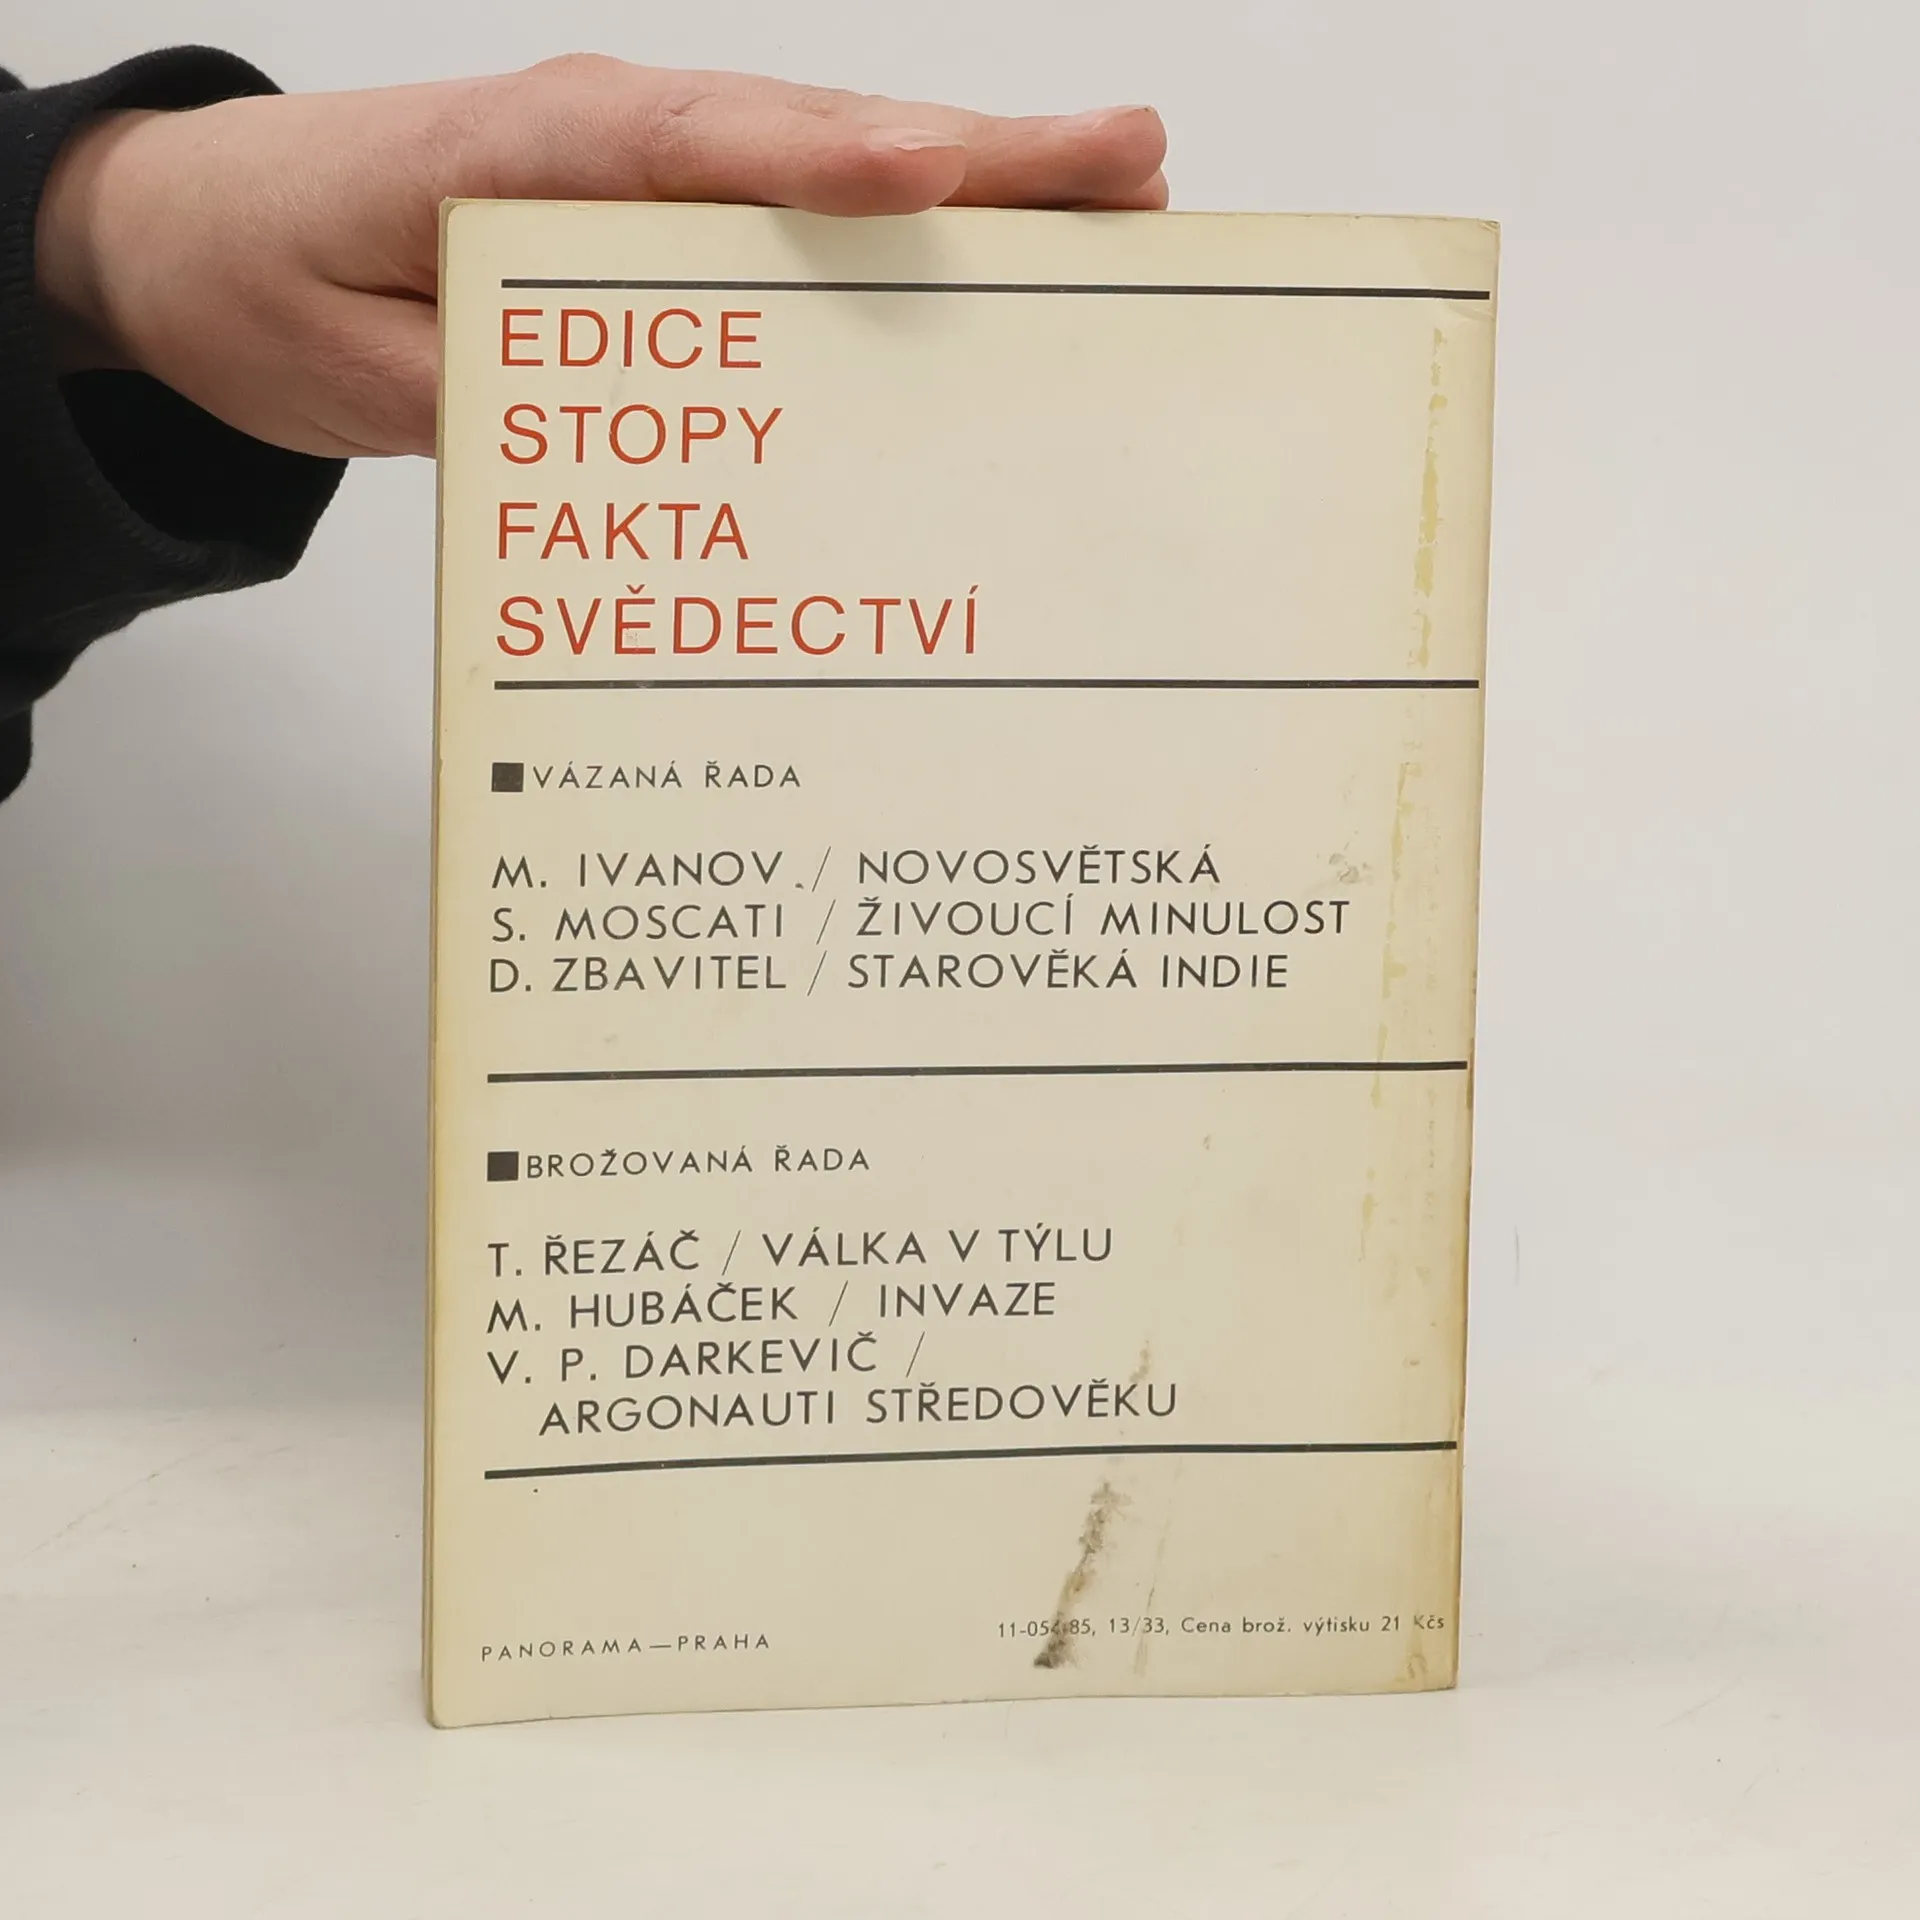 EDICE
STOPY
FAKTA
SVĚDECTVÍ
VÁZANÁ ŘADA
M. IVANOV / NOVOSVĚTSKÁ
S. MOSCATI / ŽIVOUCÍ MINULOST
D. ZBAVITEL / STAROVĚKÁ INDIE
BROŽOVANÁ ŘADA
T. ŘEZÁČ / VÁLKA V TÝLU
M. HUBÁČEK / INVAZE
V. P. DARKEVIČ /
ARGONAUTI STŘEDOVĚKU
PANORAMA—PRAHA
13/33, Cena brož. výtisku 21 Kčs